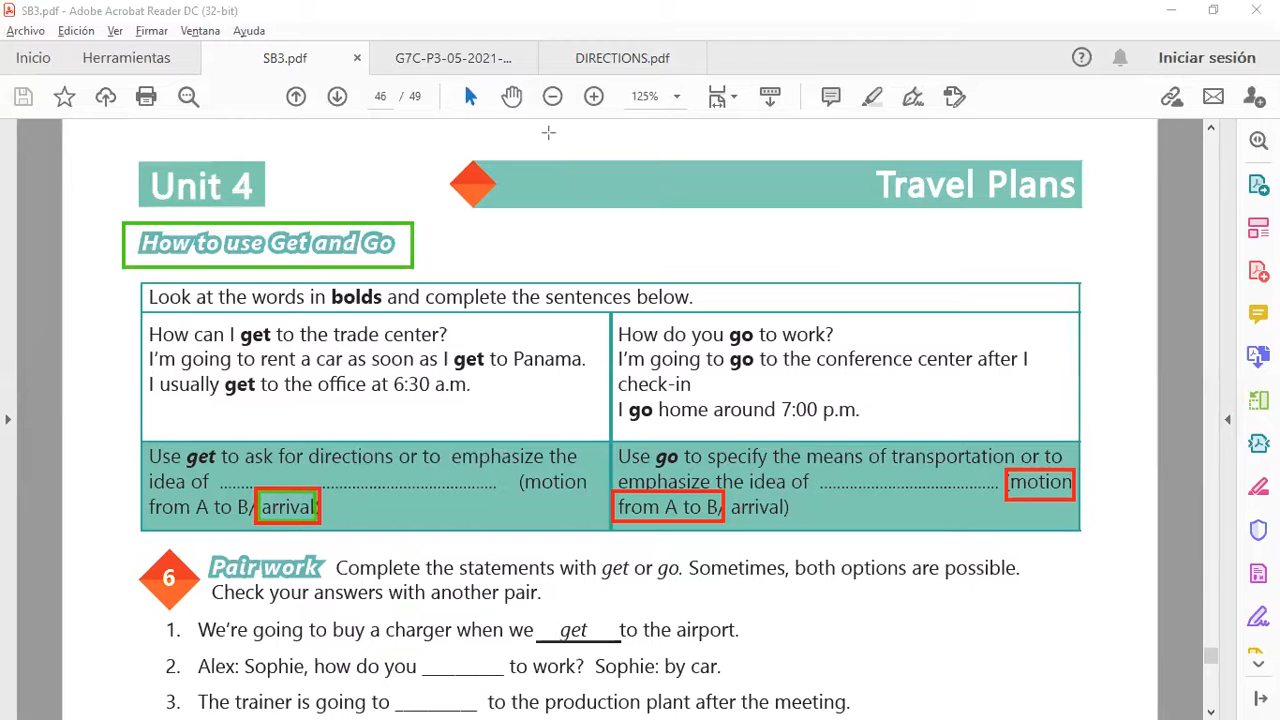 SB3.pdf - Adobe Acrobat Reader DC (32-bit)
Archivo Edición Ver Firmar Ventana Ayuda
Inicio Herramientas SB3.pdf × G7C-P3-05-2021-... DIRECTIONS.pdf Iniciar sesión
46 / 49 125%
Unit 4 Travel Plans
How to use Get and Go
Look at the words in bolds and complete the sentences below.
How can I get to the trade center?
I'm going to rent a car as soon as I get to Panama.
I usually get to the office at 6:30 a.m.
How do you go to work?
I'm going to go to the conference center after I
check-in
I go home around 7:00 p.m.
Use get to ask for directions or to emphasize the
idea of .................................................. (motion
from A to B/ arrival)
Use go to specify the means of transportation or to
emphasize the idea of ................................. (motion
from A to B/ arrival)
6 Pair work Complete the statements with get or go. Sometimes, both options are possible.
Check your answers with another pair.
1. We're going to buy a charger when we __get___to the airport.
2. Alex: Sophie, how do you ________ to work? Sophie: by car.
3. The trainer is going to ________ to the production plant after the meeting.